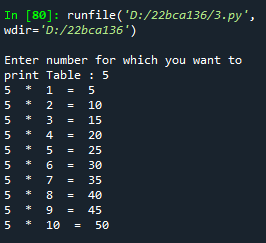 In [80]: runfile('D:/22bca136/3.py',
wdir='D:/22bca136')
Enter number for which you want to
print Table : 5
5  *  1  =  5
5  *  2  =  10
5  *  3  =  15
5  *  4  =  20
5  *  5  =  25
5  *  6  =  30
5  *  7  =  35
5  *  8  =  40
5  *  9  =  45
5  *  10  =  50